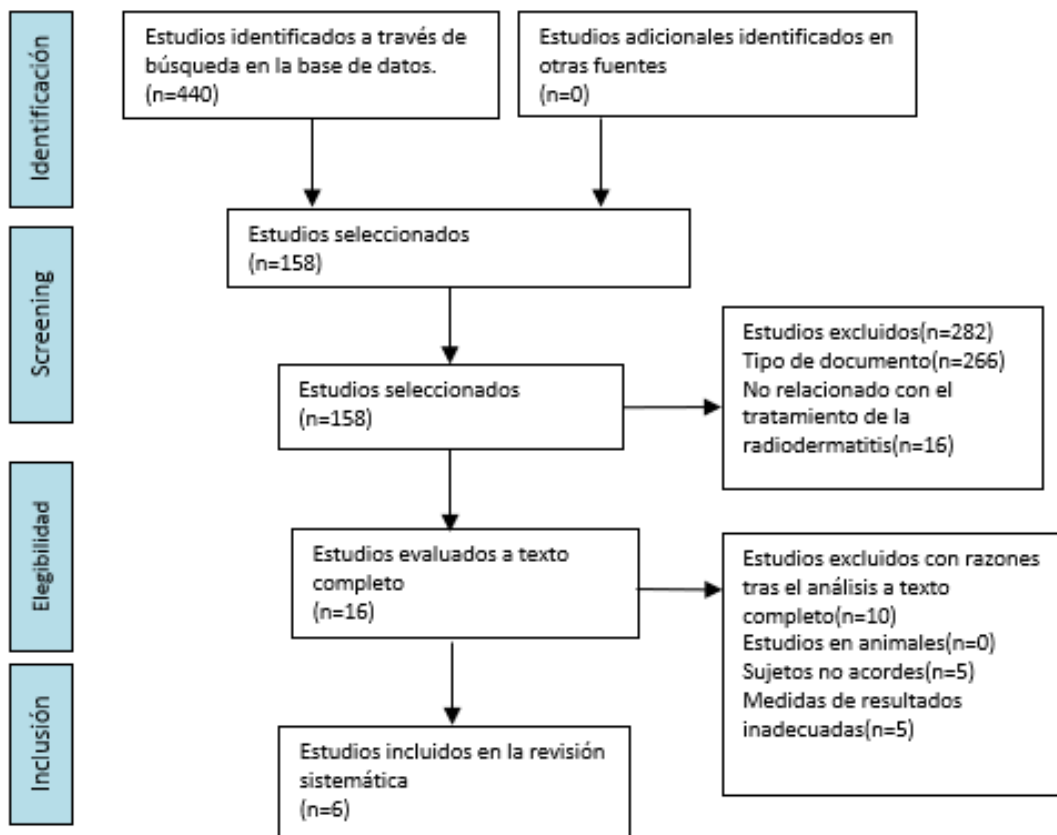 Identificación
Estudios identificados a través de
búsqueda en la base de datos.
(n=440)
Estudios adicionales identificados en
otras fuentes
(n=0)
Screening
Estudios seleccionados
(n=158)
Estudios seleccionados
(n=158)
Estudios excluidos(n=282)
Tipo de documento(n=266)
No relacionado con el
tratamiento de la
radiodermatitis(n=16)
Elegibilidad
Estudios evaluados a texto
completo
(n=16)
Estudios excluidos con razones
tras el análisis a texto
completo(n=10)
Estudios en animales(n=0)
Sujetos no acordes(n=5)
Medidas de resultados
inadecuadas(n=5)
Inclusión
Estudios incluidos en la revisión
sistemática
(n=6)